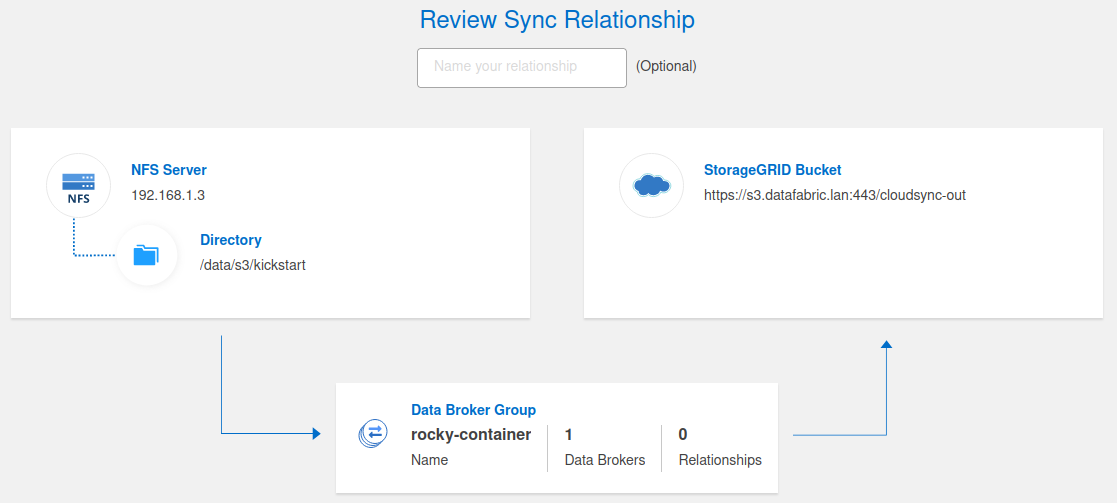 Review Sync Relationship
Name your relationship (Optional)
NFS Server
192.168.1.3
NFS
Directory
/data/s3/kickstart
StorageGRID Bucket
https://s3.datafabric.lan:443/cloudsync-out
Data Broker Group
rocky-container 1 0
Name Data Brokers Relationships